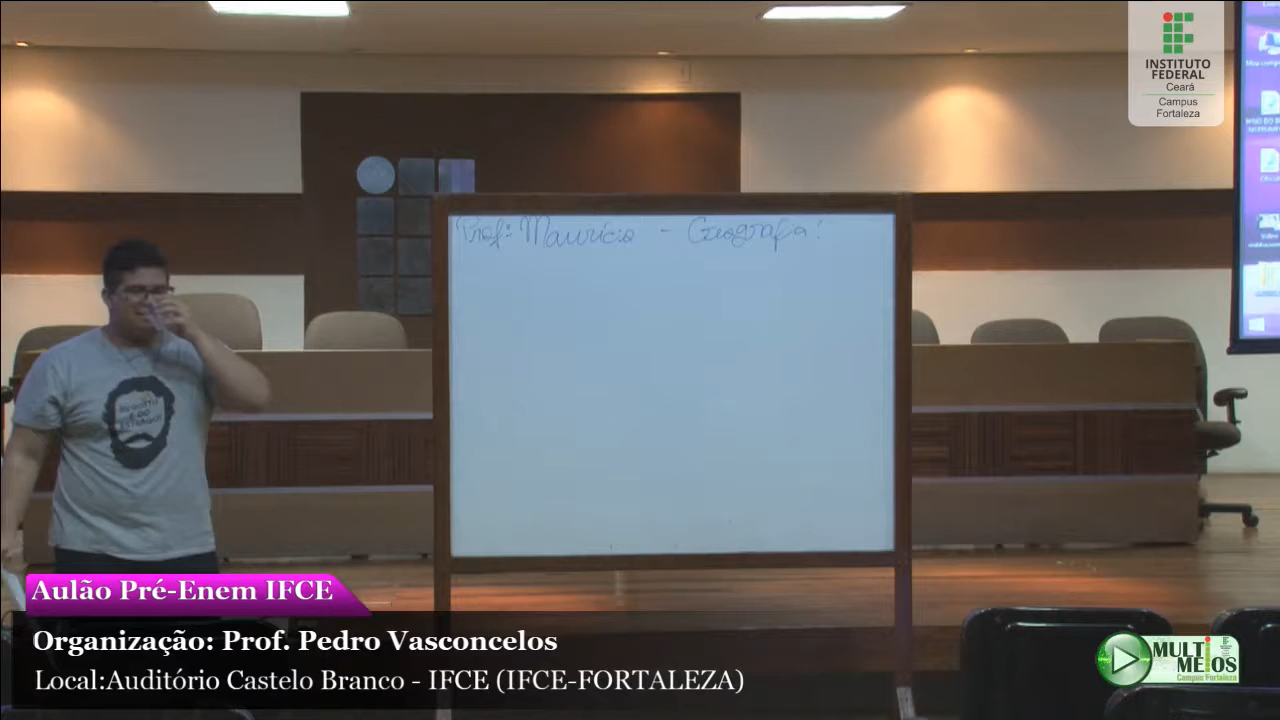 INSTITUTO
FEDERAL
Ceará
Campus
Fortaleza
Prof: Maurício - Geografia!
Aulão Pré-Enem IFCE
Organização: Prof. Pedro Vasconcelos
Local:Auditório Castelo Branco - IFCE (IFCE-FORTALEZA)
MULTI
MEIOS
Campus Fortaleza